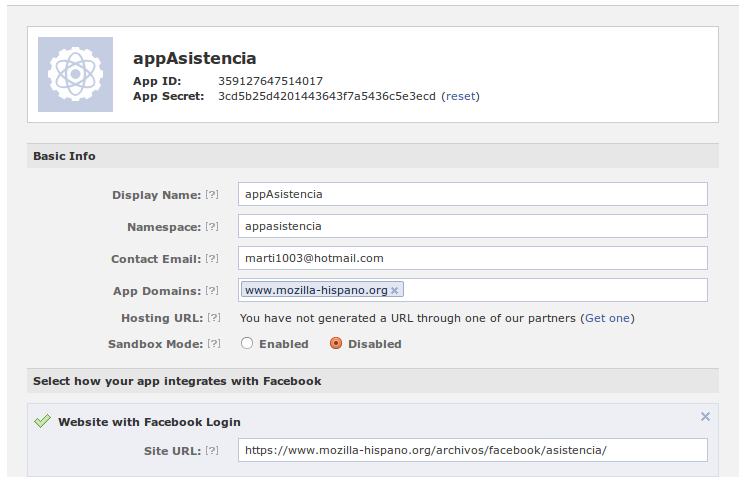 appAsistencia
App ID: 359127647514017
App Secret: 3cd5b25d4201443643f7a5436c5e3ecd (reset)
Basic Info
Display Name: [?] appAsistencia
Namespace: [?] appasistencia
Contact Email: [?] marti1003@hotmail.com
App Domains: [?] www.mozilla-hispano.org ×
Hosting URL: [?] You have not generated a URL through one of our partners (Get one)
Sandbox Mode: [?] Enabled Disabled
Select how your app integrates with Facebook
Website with Facebook Login ×
Site URL: [?] https://www.mozilla-hispano.org/archivos/facebook/asistencia/